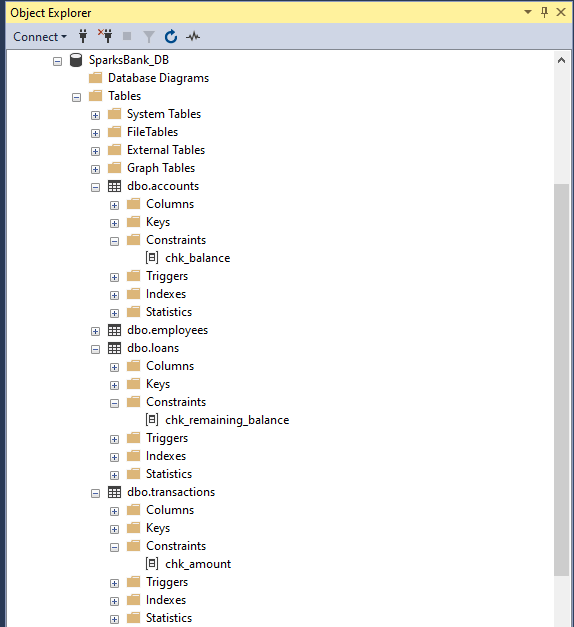 Object Explorer
Connect
SparksBank_DB
Database Diagrams
Tables
System Tables
FileTables
External Tables
Graph Tables
dbo.accounts
Columns
Keys
Constraints
chk_balance
Triggers
Indexes
Statistics
dbo.employees
dbo.loans
Columns
Keys
Constraints
chk_remaining_balance
Triggers
Indexes
Statistics
dbo.transactions
Columns
Keys
Constraints
chk_amount
Triggers
Indexes
Statistics